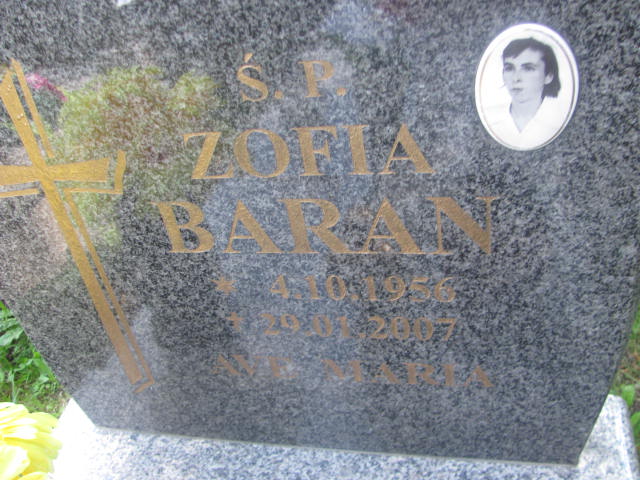 Ś. P.
ZOFIA
BARAN
* 4.10.1956
† 29.01.2007
AVE MARIA